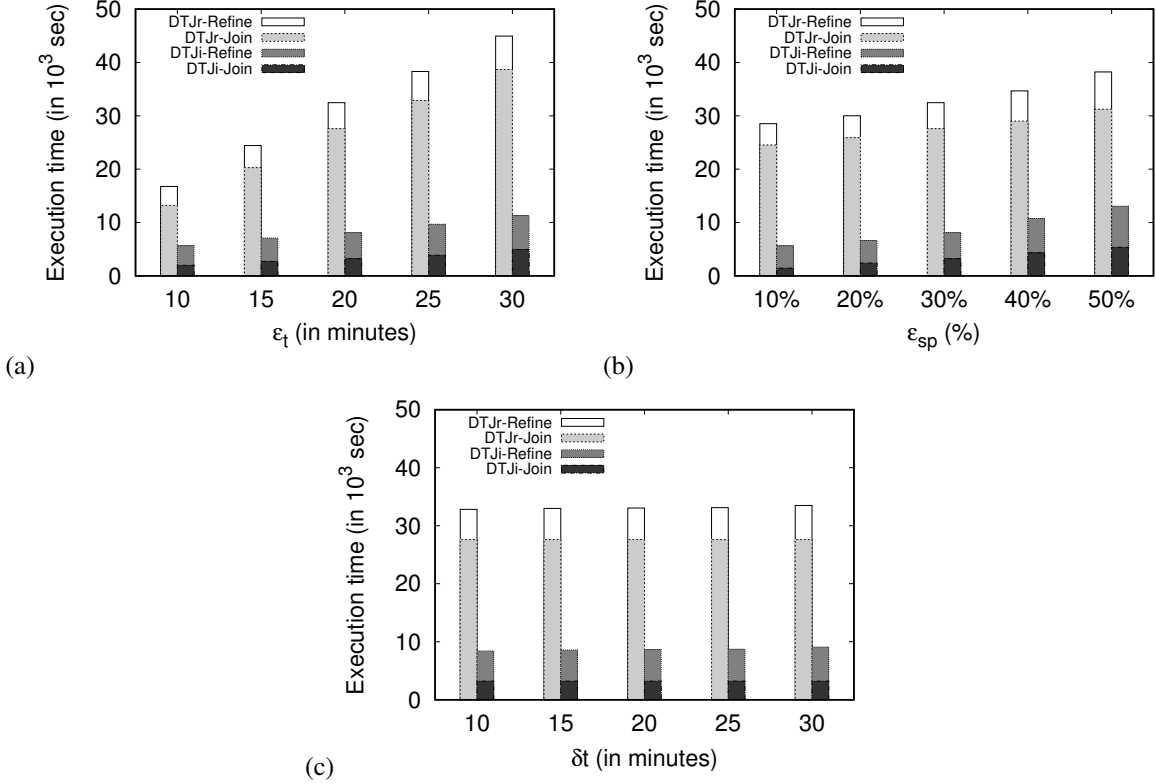 50
40
30
20
10
0
Execution time (in 10³ sec)
DTJr-Refine
DTJr-Join
DTJi-Refine
DTJi-Join
10 15 20 25 30
εt (in minutes)
(a)
50
40
30
20
10
0
Execution time (in 10³ sec)
DTJr-Refine
DTJr-Join
DTJi-Refine
DTJi-Join
10% 20% 30% 40% 50%
εsp (%)
(b)
50
40
30
20
10
0
Execution time (in 10³ sec)
DTJr-Refine
DTJr-Join
DTJi-Refine
DTJi-Join
10 15 20 25 30
δt (in minutes)
(c)